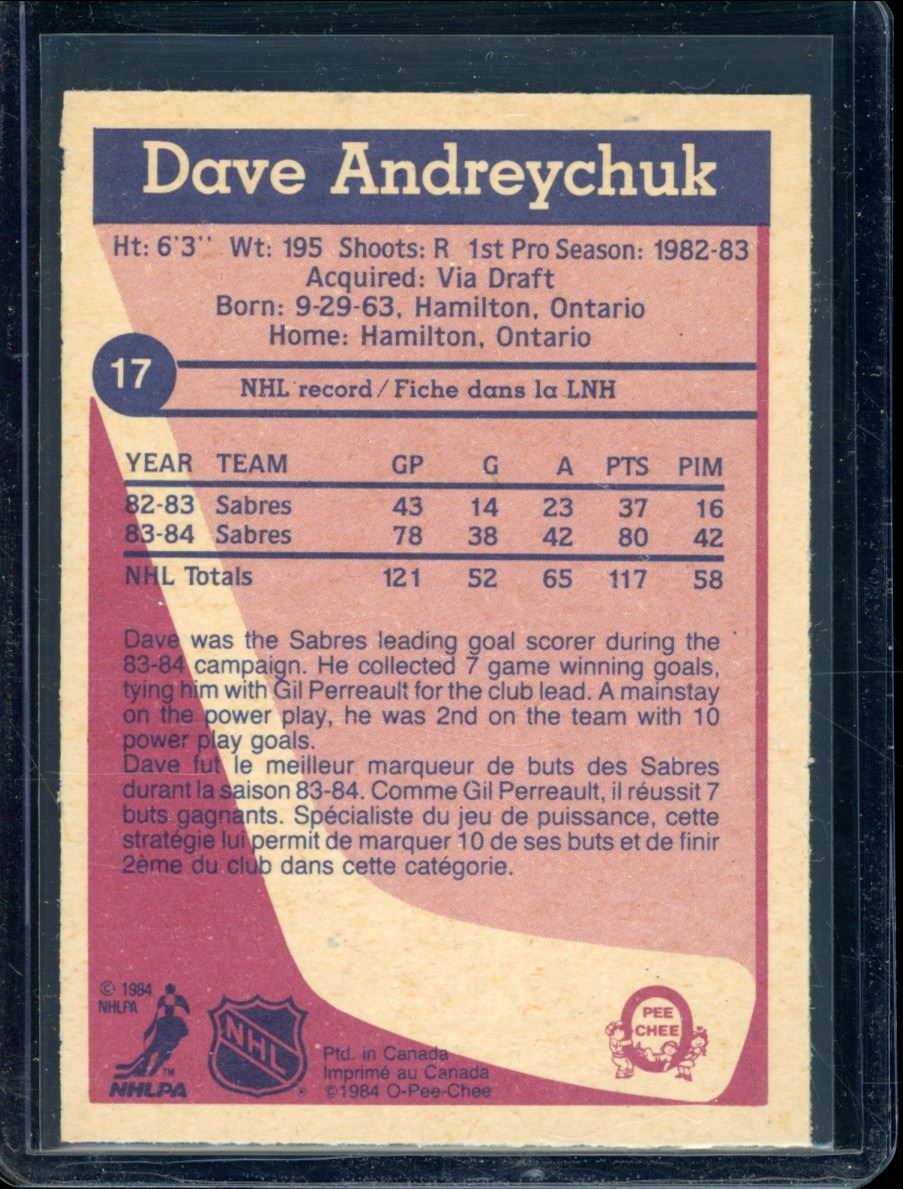 Dave Andreychuk
Ht: 6'3'' Wt: 195 Shoots: R 1st Pro Season: 1982-83
Acquired: Via Draft
Born: 9-29-63, Hamilton, Ontario
Home: Hamilton, Ontario
17
NHL record / Fiche dans la LNH
YEAR TEAM GP G A PTS PIM
82-83 Sabres 43 14 23 37 16
83-84 Sabres 78 38 42 80 42
NHL Totals 121 52 65 117 58
Dave was the Sabres leading goal scorer during the
83-84 campaign. He collected 7 game winning goals,
tying him with Gil Perreault for the club lead. A mainstay
on the power play, he was 2nd on the team with 10
power play goals.
Dave fut le meilleur marqueur de buts des Sabres
durant la saison 83-84. Comme Gil Perreault, il réussit 7
buts gagnants. Spécialiste du jeu de puissance, cette
stratégie lui permit de marquer 10 de ses buts et de finir
2ème du club dans cette catégorie.
© 1984
NHLPA
TM
NHLPA
NHL
Ptd. in Canada
Imprimé au Canada
©1984 O-Pee-Chee
O
PEE
CHEE